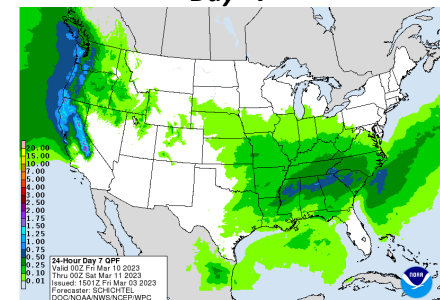 20.00
15.00
10.00
7.00
5.00
4.00
3.00
2.50
2.00
1.75
1.50
1.25
1.00
0.75
0.50
0.25
0.10
0.01
24-Hour Day 7 QPF
Valid 00Z Fri Mar 10 2023
Thru 00Z Sat Mar 11 2023
Issued: 1501Z Fri Mar 03 2023
Forecaster: SCHICHTEL
DOC/NOAA/NWS/NCEP/WPC
NOAA